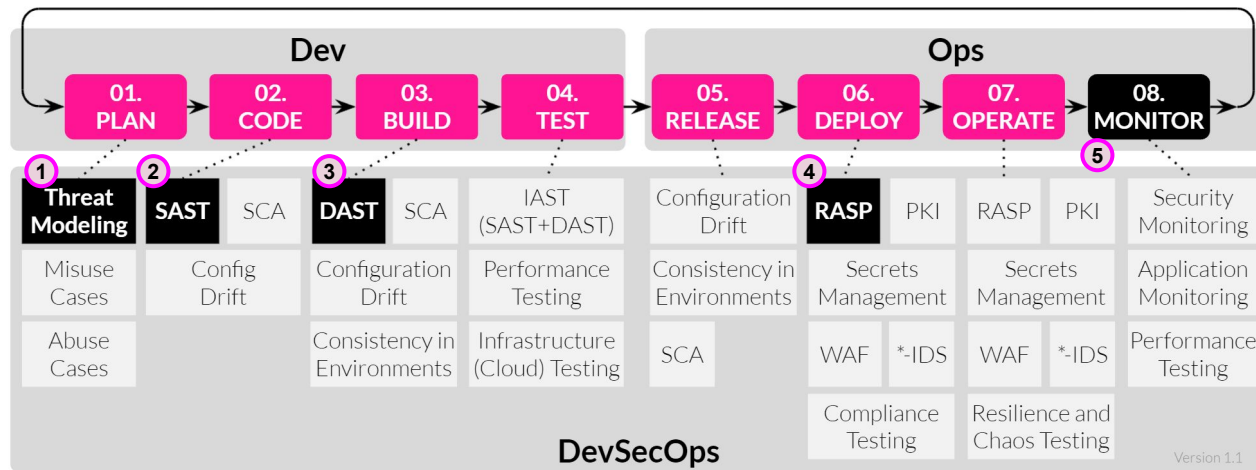 Dev
Ops
01.
PLAN
02.
CODE
03.
BUILD
04.
TEST
05.
RELEASE
06.
DEPLOY
07.
OPERATE
08.
MONITOR
1
Threat
Modeling
Misuse
Cases
Abuse
Cases
2
SAST
SCA
Config
Drift
3
DAST
SCA
Configuration
Drift
Consistency in
Environments
IAST
(SAST+DAST)
Performance
Testing
Infrastructure
(Cloud) Testing
Configuration
Drift
Consistency in
Environments
SCA
4
RASP
PKI
Secrets
Management
WAF
*-IDS
Compliance
Testing
RASP
PKI
Secrets
Management
WAF
*-IDS
Resilience and
Chaos Testing
5
Security
Monitoring
Application
Monitoring
Performance
Testing
DevSecOps
Version 1.1